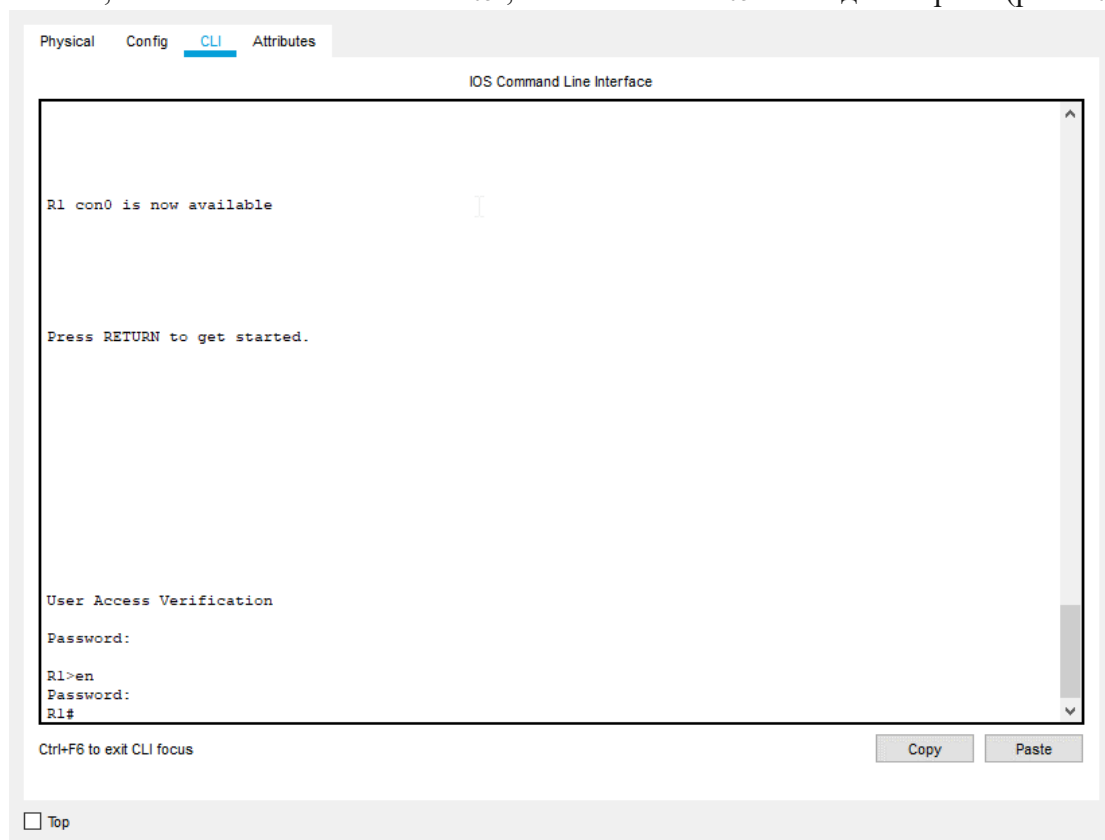 Physical Config CLI Attributes
IOS Command Line Interface
R1 con0 is now available
Press RETURN to get started.
User Access Verification
Password:
R1>en
Password:
R1#
Ctrl+F6 to exit CLI focus
Copy Paste
Top